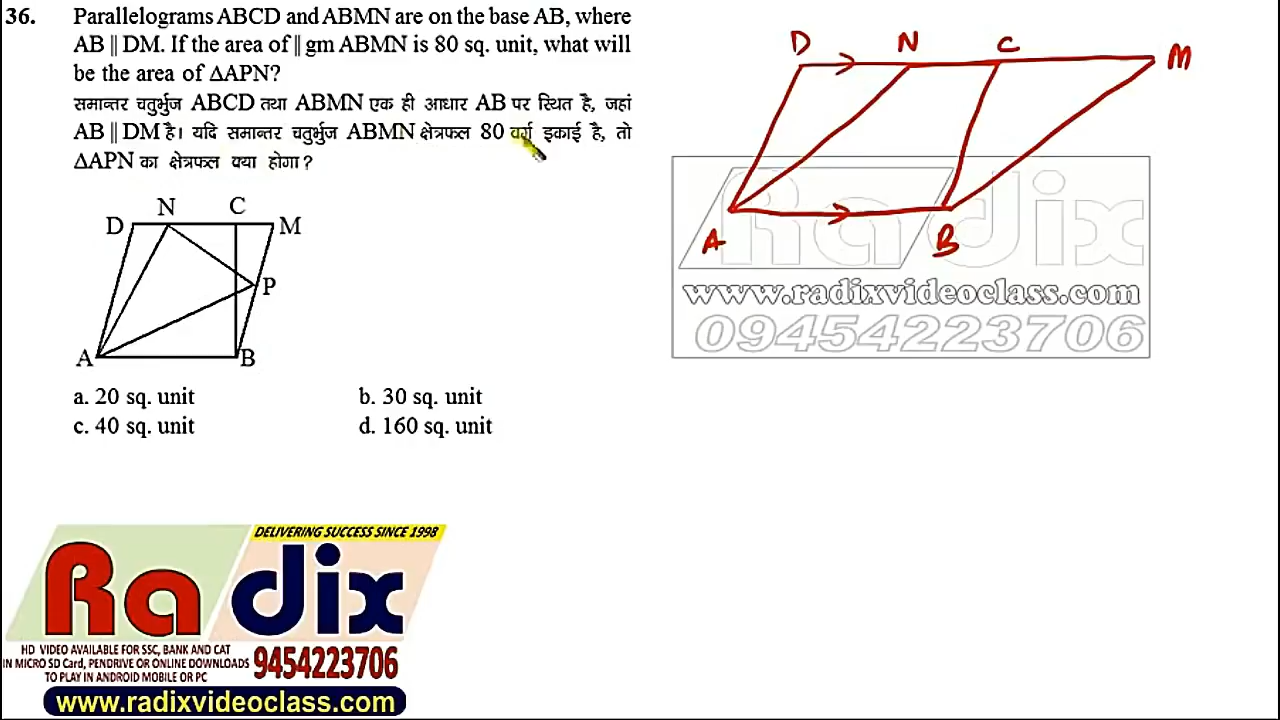 36. Parallelograms ABCD and ABMN are on the base AB, where
AB || DM. If the area of || gm ABMN is 80 sq. unit, what will
be the area of ΔAPN?
समान्तर चतुर्भुज ABCD तथा ABMN एक ही आधार AB पर स्थित है, जहां
AB || DM है। यदि समान्तर चतुर्भुज ABMN क्षेत्रफल 80 वर्ग इकाई है, तो
ΔAPN का क्षेत्रफल क्या होगा?
D N C M
P
A B
a. 20 sq. unit b. 30 sq. unit
c. 40 sq. unit d. 160 sq. unit
D N C M
A B
Radix
www.radixvideoclass.com
09454223706
DELIVERING SUCCESS SINCE 1998
Radix
HD VIDEO AVAILABLE FOR SSC, BANK AND CAT
IN MICRO SD Card, PENDRIVE OR ONLINE DOWNLOADS
TO PLAY IN ANDROID MOBILE OR PC
9454223706
www.radixvideoclass.com